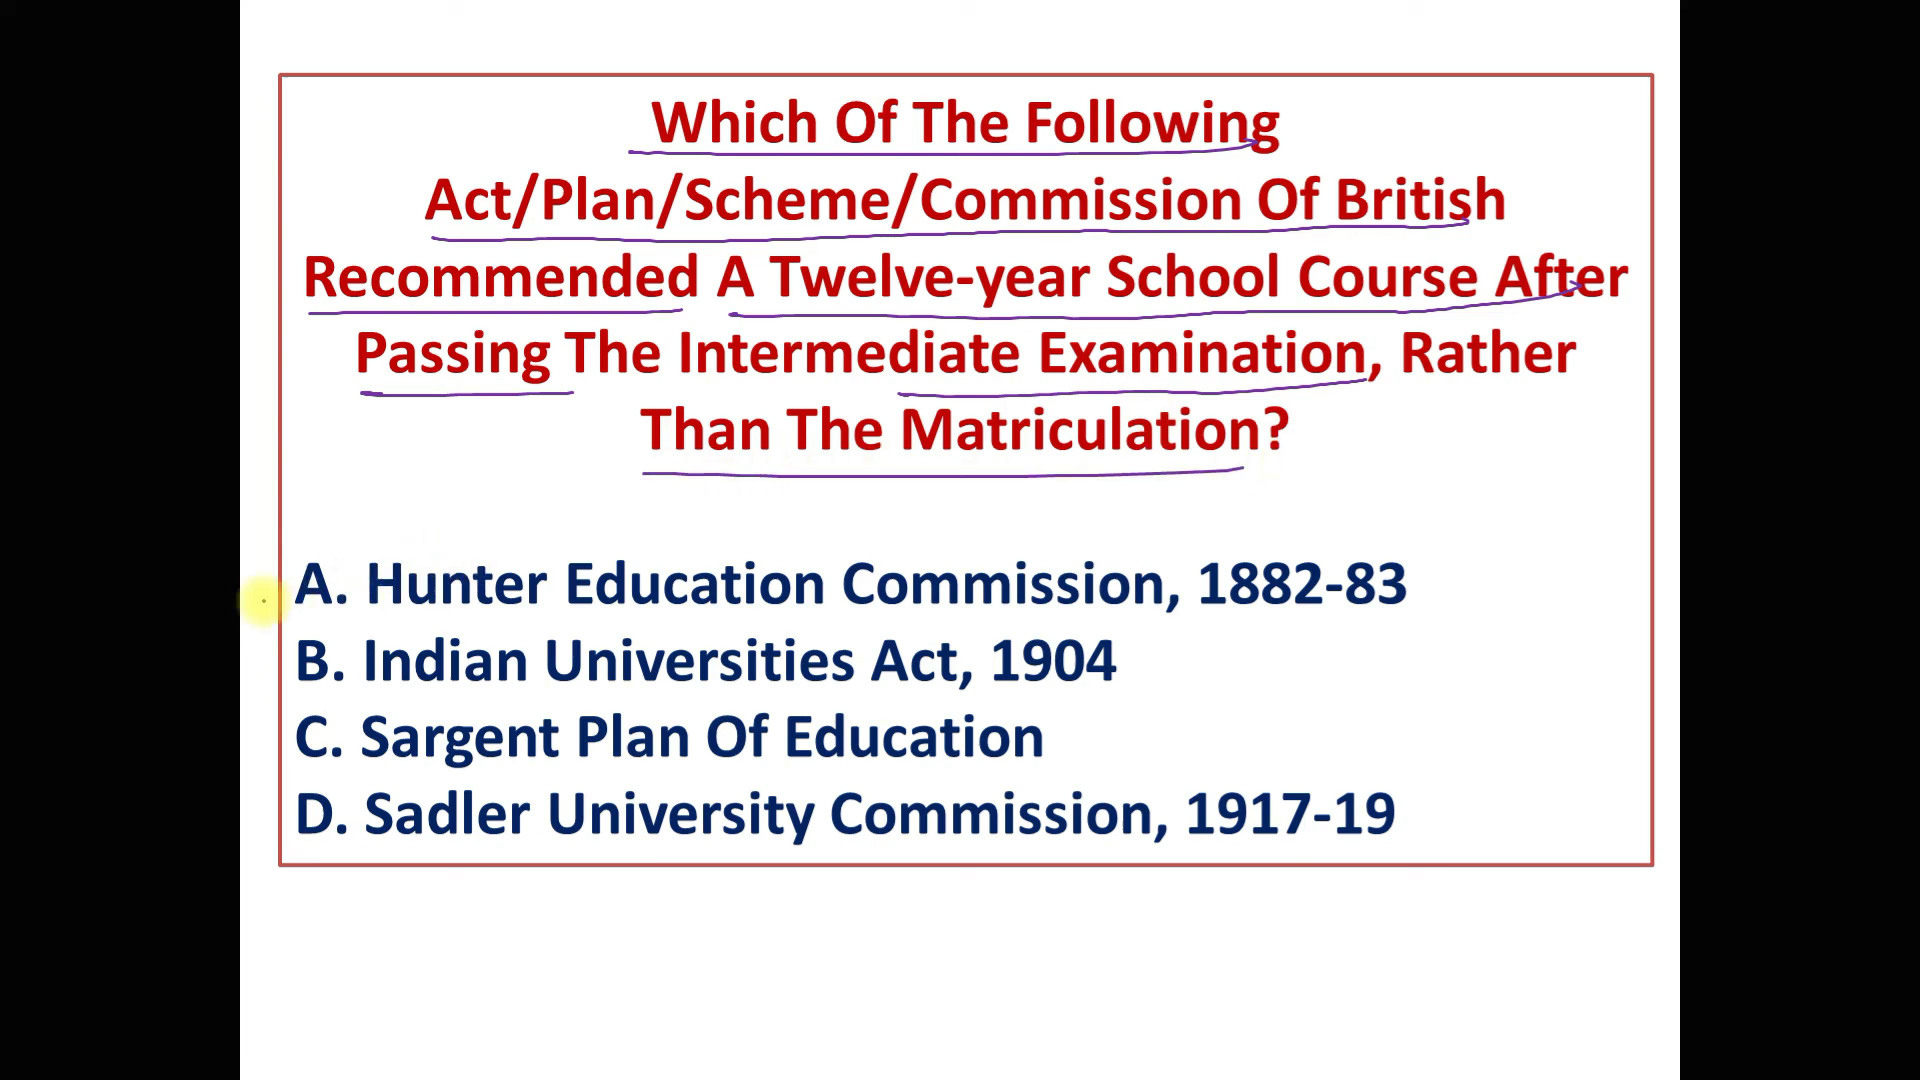 Which Of The Following
Act/Plan/Scheme/Commission Of British
Recommended A Twelve-year School Course After
Passing The Intermediate Examination, Rather
Than The Matriculation?
A. Hunter Education Commission, 1882-83
B. Indian Universities Act, 1904
C. Sargent Plan Of Education
D. Sadler University Commission, 1917-19